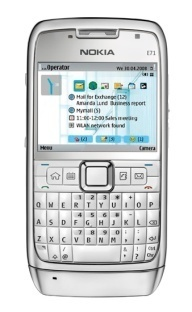 NOKIA E71
...Operator We 30.04.2008
Mail for Exchange (12)
Amanda Lund Business report
Mymail (5)
11:00-12:00 Sales meeting
WLAN network found
Menu Camera
Q W E R T Y U I O P
A S D F G H J K L
Z X C V B N M